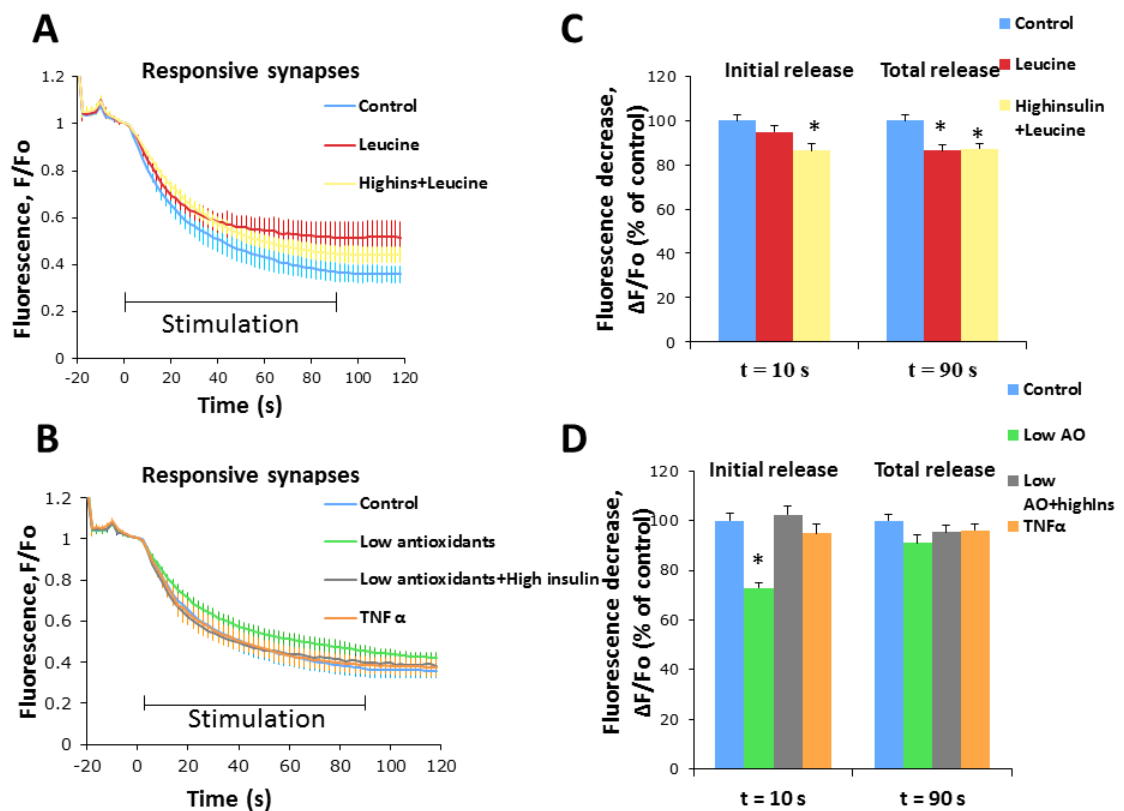 A
Responsive synapses
Fluorescence, F/Fo
1.2
1
0.8
0.6
0.4
0.2
0
Control
Leucine
Highins+Leucine
Stimulation
-20 0 20 40 60 80 100 120
Time (s)
C
Control
Leucine
Highinsulin
+Leucine
Initial release
Total release
Fluorescence decrease,
ΔF/Fo (% of control)
120
100
80
60
40
20
0
*
*
*
t = 10 s
t = 90 s
B
Responsive synapses
Fluorescence, F/Fo
1.2
1
0.8
0.6
0.4
0.2
0
Control
Low antioxidants
Low antioxidants+High insulin
TNF α
Stimulation
-20 0 20 40 60 80 100 120
Time (s)
D
Control
Low AO
Low
AO+highIns
TNFα
Initial release
Total release
Fluorescence decrease,
ΔF/Fo (% of control)
120
100
80
60
40
20
0
*
t = 10 s
t = 90 s